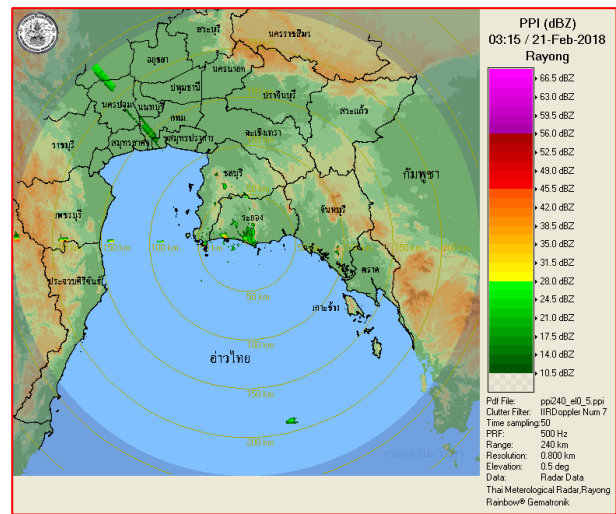 PPI (dBZ)
03:15 / 21-Feb-2018
Rayong
66.5 dBZ
63.0 dBZ
59.5 dBZ
56.0 dBZ
52.5 dBZ
49.0 dBZ
45.5 dBZ
42.0 dBZ
38.5 dBZ
35.0 dBZ
31.5 dBZ
28.0 dBZ
24.5 dBZ
21.0 dBZ
17.5 dBZ
14.0 dBZ
10.5 dBZ
Pdf File: ppi240_el0_5.ppi
Clutter Filter: IIRDoppler Num 7
Time sampling:50
PRF: 500 Hz
Range: 240 km
Resolution: 0.800 km
Elevation: 0.5 deg
Data: Radar Data
Thai Meterological Radar,Rayong
Rainbow® Gematronik
สระบุรี
นครราชสีมา
อยุธยา
นครนายก
ปทุมธานี
ปราจีนบุรี
นครปฐม
นนทบุรี
กทม.
สระแก้ว
ฉะเชิงเทรา
สมุทรสาคร
สมุทรปราการ
ราชบุรี
ชลบุรี
กัมพูชา
เพชรบุรี
ระยอง
จันทบุรี
ประจวบคีรีขันธ์
ตราด
เกาะช้าง
อ่าวไทย
50 km
100 km
150 km
200 km